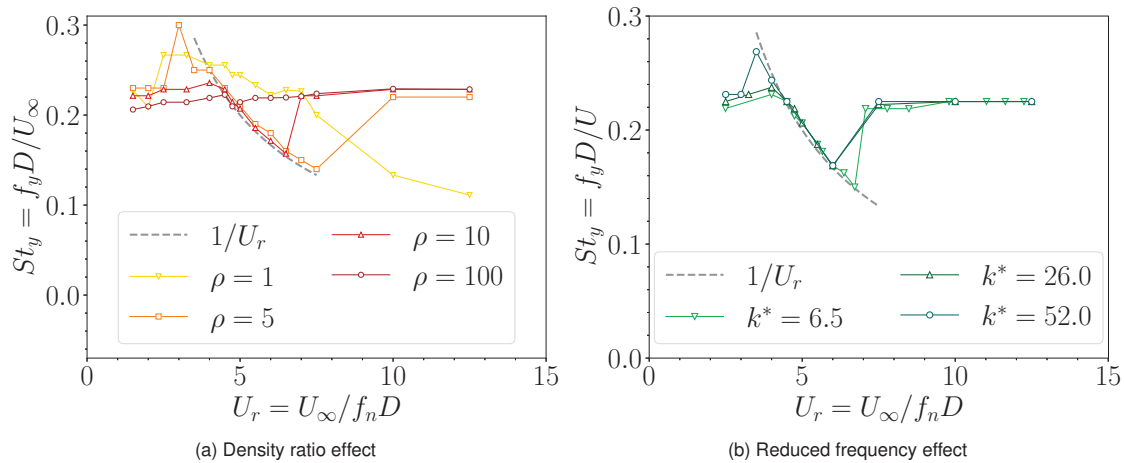 0.3
0.2
0.1
0.0
St_y = f_y D/U_∞
1/U_r
ρ = 1
ρ = 5
ρ = 10
ρ = 100
0 5 10 15
U_r = U_∞/f_n D
(a) Density ratio effect
0.3
0.2
0.1
0.0
St_y = f_y D/U
1/U_r
k* = 6.5
k* = 26.0
k* = 52.0
0 5 10 15
U_r = U_∞/f_n D
(b) Reduced frequency effect